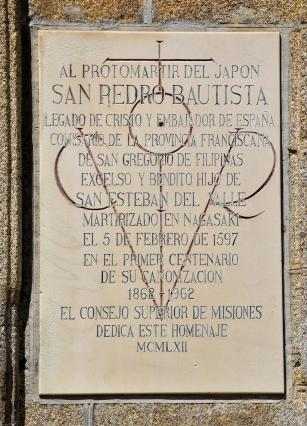 AL PROTOMARTIR DEL JAPON
SAN PEDRO BAUTISTA
LEGADO DE CRISTO Y EMBAJADOR DE ESPAÑA
COMISARIO DE LA PROVINCIA FRANCISCANA
DE SAN GREGORIO DE FILIPINAS
EXCELSO Y BENDITO HIJO DE
SAN ESTEBAN DEL VALLE
MARTIRIZADO EN NAGASAKI
EL 5 DE FEBRERO DE 1597
EN EL PRIMER CENTENARIO
DE SU CANONIZACION
1862 - 1962
EL CONSEJO SUPERIOR DE MISIONES
DEDICA ESTE HOMENAJE
MCMLXII